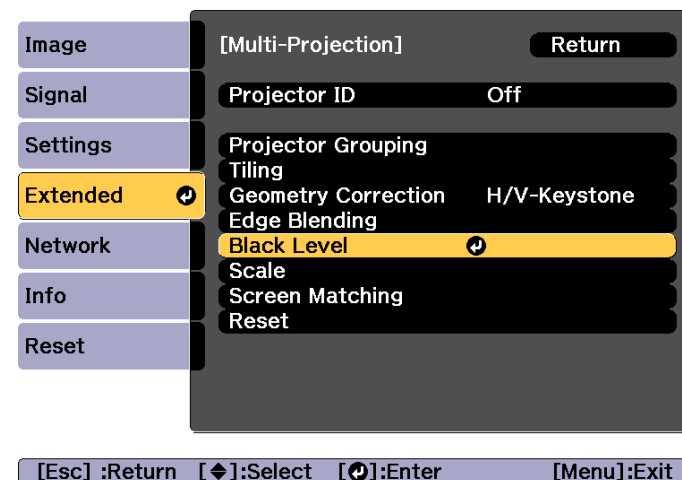 Image
Signal
Settings
Extended
Network
Info
Reset
[Multi-Projection] Return
Projector ID Off
Projector Grouping
Tiling
Geometry Correction H/V-Keystone
Edge Blending
Black Level
Scale
Screen Matching
Reset
[Esc] :Return [◆]:Select [↵]:Enter [Menu]:Exit